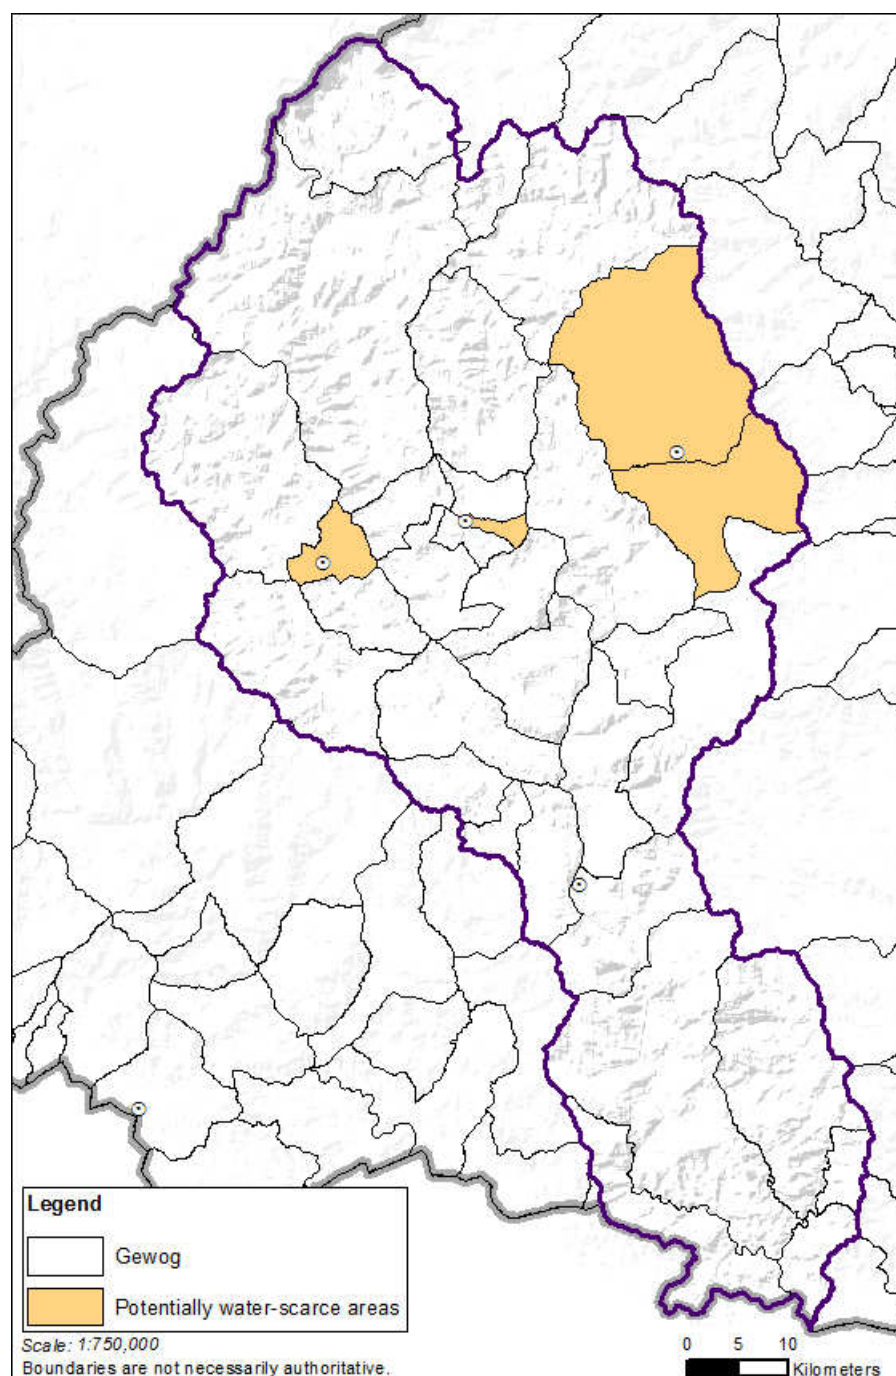 Legend
Gewog
Potentially water-scarce areas
Scale: 1:750,000
Boundaries are not necessarily authoritative.
0 5 10
Kilometers